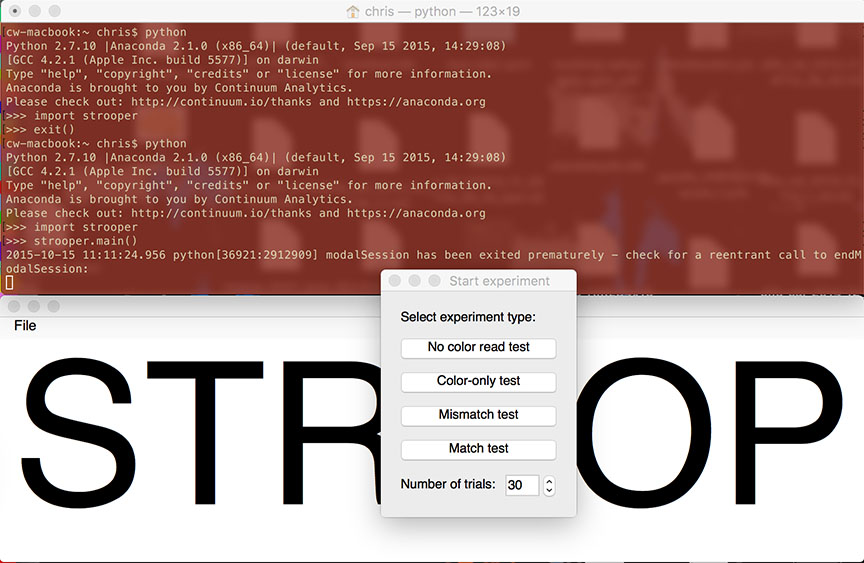 chris — python — 123×19
[cw-macbook:~ chris$ python
Python 2.7.10 |Anaconda 2.1.0 (x86_64)| (default, Sep 15 2015, 14:29:08)
[GCC 4.2.1 (Apple Inc. build 5577)] on darwin
Type "help", "copyright", "credits" or "license" for more information.
Anaconda is brought to you by Continuum Analytics.
Please check out: http://continuum.io/thanks and https://anaconda.org
[>>> import strooper
[>>> exit()
[cw-macbook:~ chris$ python
Python 2.7.10 |Anaconda 2.1.0 (x86_64)| (default, Sep 15 2015, 14:29:08)
[GCC 4.2.1 (Apple Inc. build 5577)] on darwin
Type "help", "copyright", "credits" or "license" for more information.
Anaconda is brought to you by Continuum Analytics.
Please check out: http://continuum.io/thanks and https://anaconda.org
[>>> import strooper
[>>> strooper.main()
2015-10-15 11:11:24.956 python[36921:2912909] modalSession has been exited prematurely - check for a reentrant call to endM
odalSession:
File
STR OP
Start experiment
Select experiment type:
No color read test
Color-only test
Mismatch test
Match test
Number of trials: 30